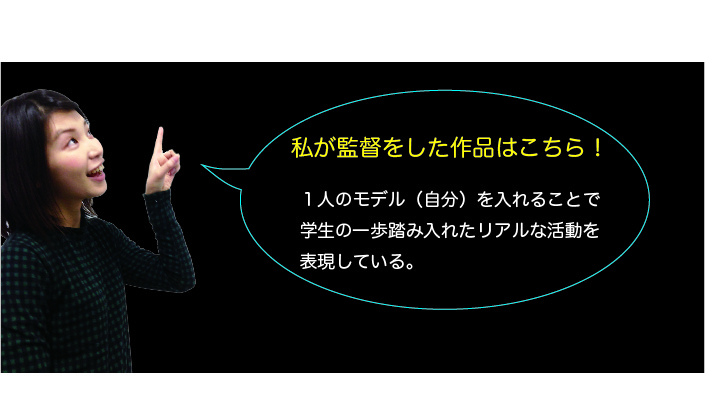 私が監督をした作品はこちら！
１人のモデル（自分）を入れることで
学生の一歩踏み入れたリアルな活動を
表現している。